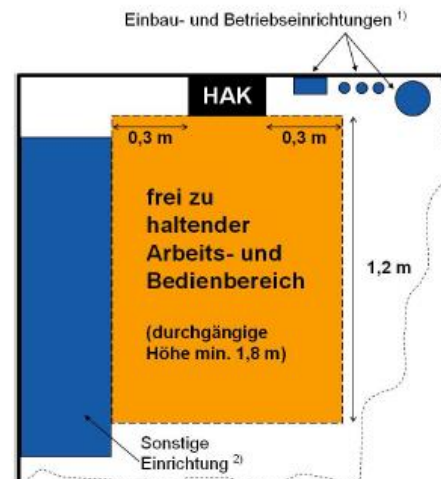 Einbau- und Betriebseinrichtungen 1)
HAK
0,3 m
0,3 m
frei zu
haltender
Arbeits- und
Bedienbereich
(durchgängige
Höhe min. 1,8 m)
1,2 m
Sonstige
Einrichtung 2)